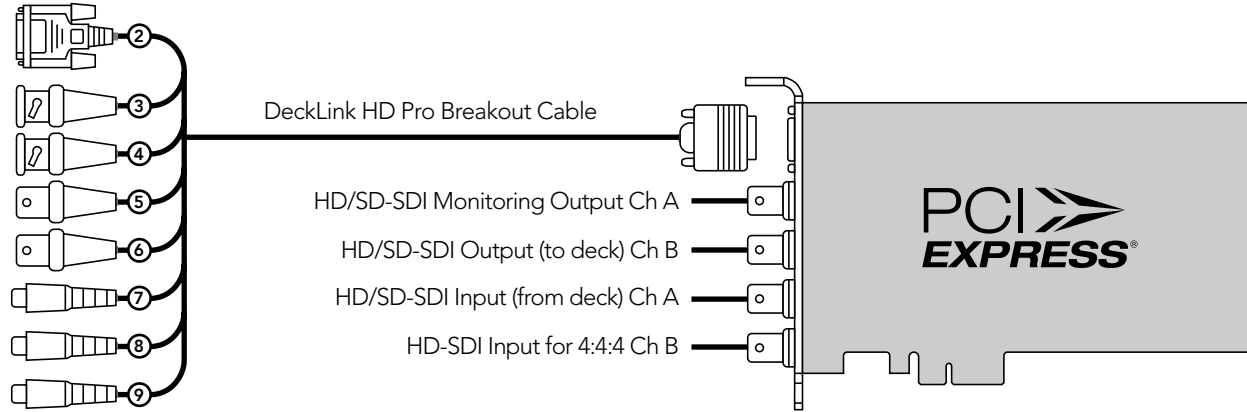 2
3
4
5
6
7
8
9
DeckLink HD Pro Breakout Cable
HD/SD-SDI Monitoring Output Ch A
HD/SD-SDI Output (to deck) Ch B
HD/SD-SDI Input (from deck) Ch A
HD-SDI Input for 4:4:4 Ch B
PCI
EXPRESS®